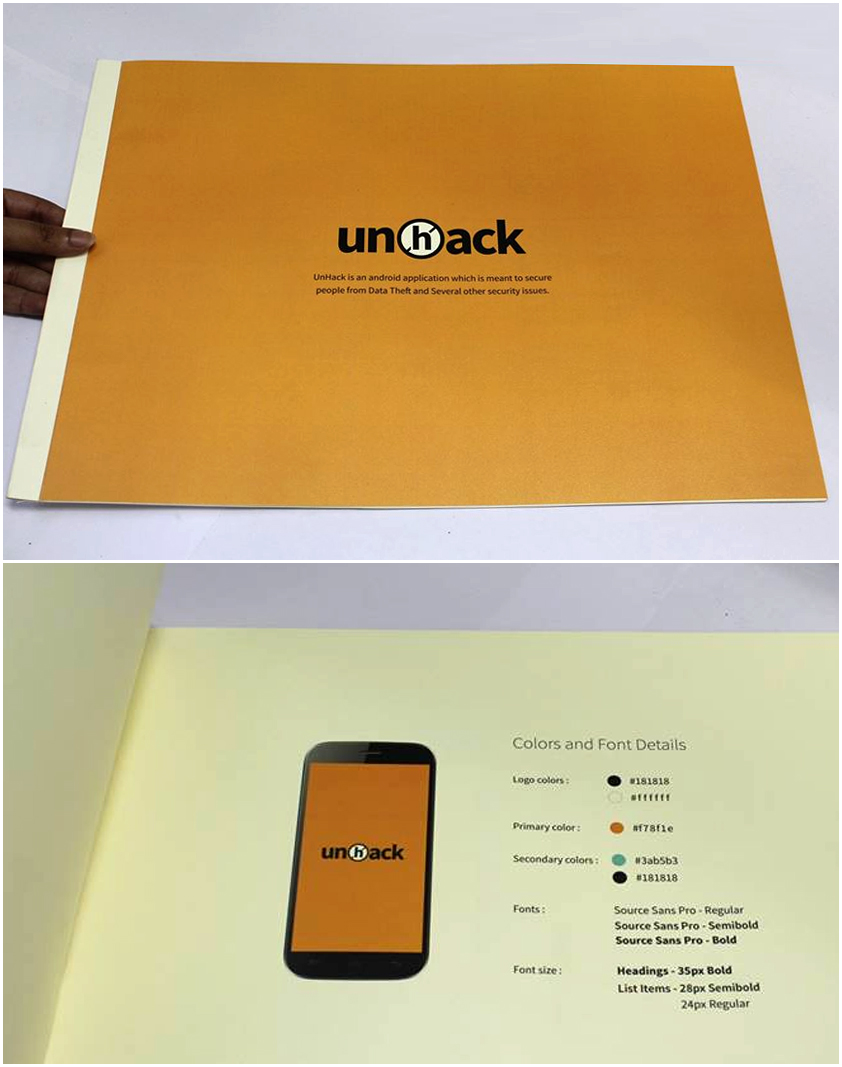 unhack
UnHack is an android application which is meant to secure
people from Data Theft and Several other security issues.
unhack
Colors and Font Details
Logo colors : #181818
#ffffff
Primary color : #f78f1e
Secondary colors : #3ab5b3
#181818
Fonts : Source Sans Pro - Regular
Source Sans Pro - Semibold
Source Sans Pro - Bold
Font size : Headings - 35px Bold
List Items - 28px Semibold
24px Regular